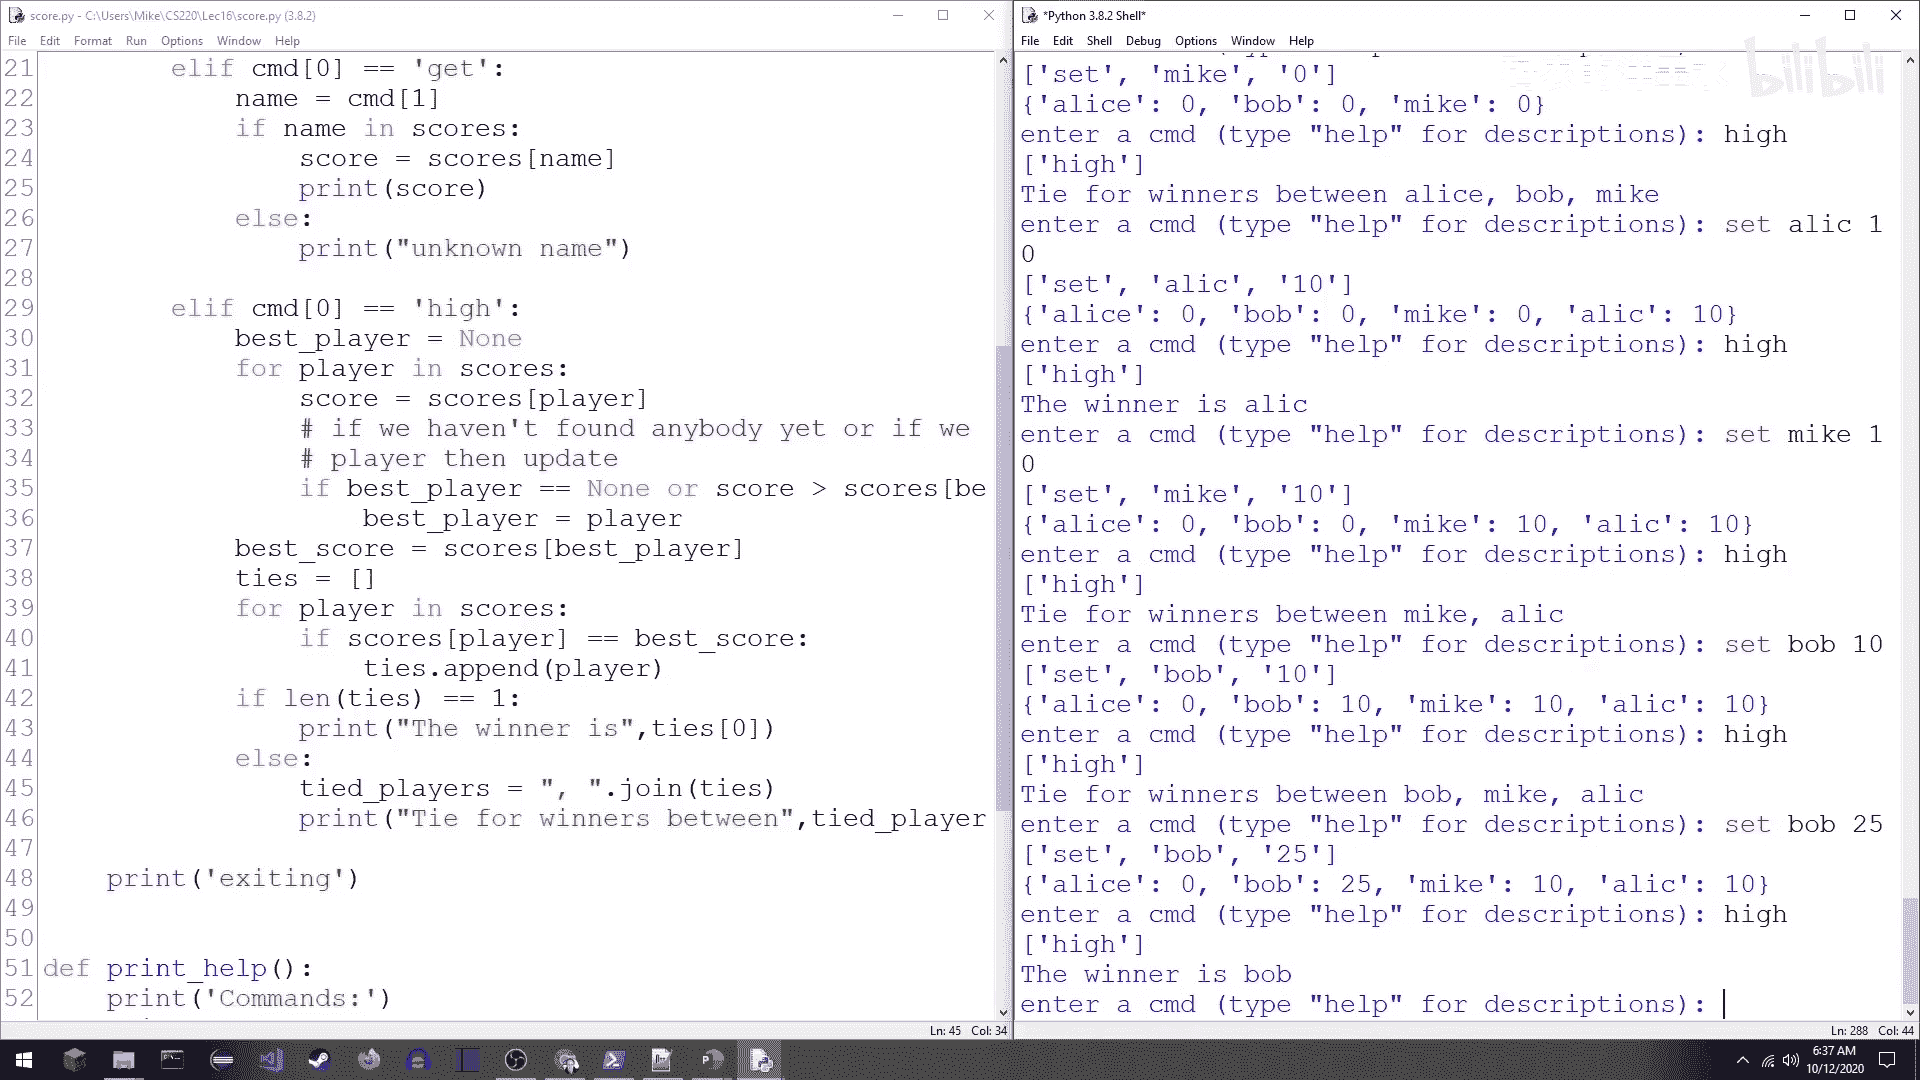 score.py - C:\Users\Mike\CS220\Lec16\score.py (3.8.2)
File Edit Format Run Options Window Help
21 elif cmd[0] == 'get':
22 name = cmd[1]
23 if name in scores:
24 score = scores[name]
25 print(score)
26 else:
27 print("unknown name")
28
29 elif cmd[0] == 'high':
30 best_player = None
31 for player in scores:
32 score = scores[player]
33 # if we haven't found anybody yet or if we
34 # player then update
35 if best_player == None or score > scores[be
36 best_player = player
37 best_score = scores[best_player]
38 ties = []
39 for player in scores:
40 if scores[player] == best_score:
41 ties.append(player)
42 if len(ties) == 1:
43 print("The winner is",ties[0])
44 else:
45 tied_players = ", ".join(ties)
46 print("Tie for winners between",tied_player
47
48 print('exiting')
49
50
51 def print_help():
52 print('Commands:')
Ln: 45 Col: 34
*Python 3.8.2 Shell*
File Edit Shell Debug Options Window Help
['set', 'mike', '0']
{'alice': 0, 'bob': 0, 'mike': 0}
enter a cmd (type "help" for descriptions): high
['high']
Tie for winners between alice, bob, mike
enter a cmd (type "help" for descriptions): set alic 1
0
['set', 'alic', '10']
{'alice': 0, 'bob': 0, 'mike': 0, 'alic': 10}
enter a cmd (type "help" for descriptions): high
['high']
The winner is alic
enter a cmd (type "help" for descriptions): set mike 1
0
['set', 'mike', '10']
{'alice': 0, 'bob': 0, 'mike': 10, 'alic': 10}
enter a cmd (type "help" for descriptions): high
['high']
Tie for winners between mike, alic
enter a cmd (type "help" for descriptions): set bob 10
['set', 'bob', '10']
{'alice': 0, 'bob': 10, 'mike': 10, 'alic': 10}
enter a cmd (type "help" for descriptions): high
['high']
Tie for winners between bob, mike, alic
enter a cmd (type "help" for descriptions): set bob 25
['set', 'bob', '25']
{'alice': 0, 'bob': 25, 'mike': 10, 'alic': 10}
enter a cmd (type "help" for descriptions): high
['high']
The winner is bob
enter a cmd (type "help" for descriptions):
Ln: 288 Col: 44
bilibili
6:37 AM
10/12/2020